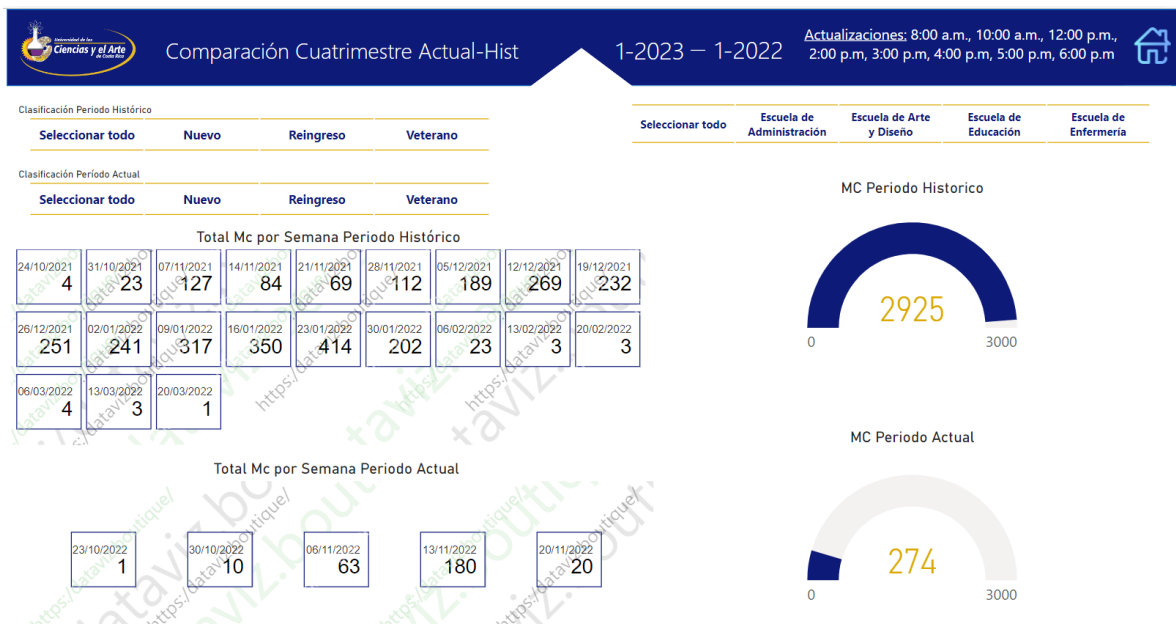 Universidad de las
Ciencias y el Arte
de Costa Rica
Comparación Cuatrimestre Actual-Hist
1-2023 — 1-2022
Actualizaciones: 8:00 a.m., 10:00 a.m., 12:00 p.m.,
2:00 p.m, 3:00 p.m, 4:00 p.m, 5:00 p.m, 6:00 p.m
Clasificación Periodo Histórico
Seleccionar todo Nuevo Reingreso Veterano
Clasificación Período Actual
Seleccionar todo Nuevo Reingreso Veterano
Seleccionar todo
Escuela de
Administración
Escuela de Arte
y Diseño
Escuela de
Educación
Escuela de
Enfermería
Total Mc por Semana Periodo Histórico
24/10/2021 31/10/2021 07/11/2021 14/11/2021 21/11/2021 28/11/2021 05/12/2021 12/12/2021 19/12/2021
4 23 127 84 69 112 189 269 232
26/12/2021 02/01/2022 09/01/2022 16/01/2022 23/01/2022 30/01/2022 06/02/2022 13/02/2022 20/02/2022
251 241 317 350 414 202 23 3 3
06/03/2022 13/03/2022 20/03/2022
4 3 1
MC Periodo Historico
2925
0 3000
Total Mc por Semana Periodo Actual
23/10/2022 30/10/2022 06/11/2022 13/11/2022 20/11/2022
1 10 63 180 20
MC Periodo Actual
274
0 3000